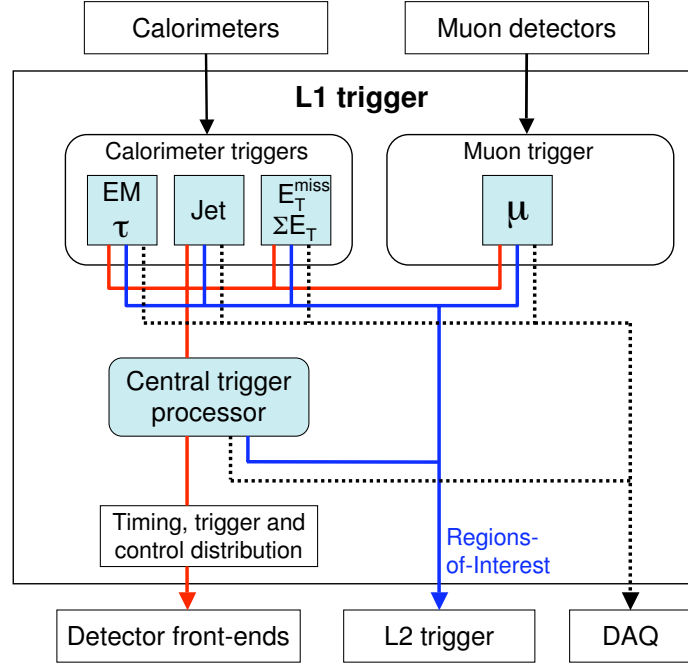 Calorimeters
Muon detectors
L1 trigger
Calorimeter triggers
Muon trigger
EM
τ
Jet
E_T^miss
ΣE_T
μ
Central trigger
processor
Timing, trigger and
control distribution
Regions-
of-Interest
Detector front-ends
L2 trigger
DAQ